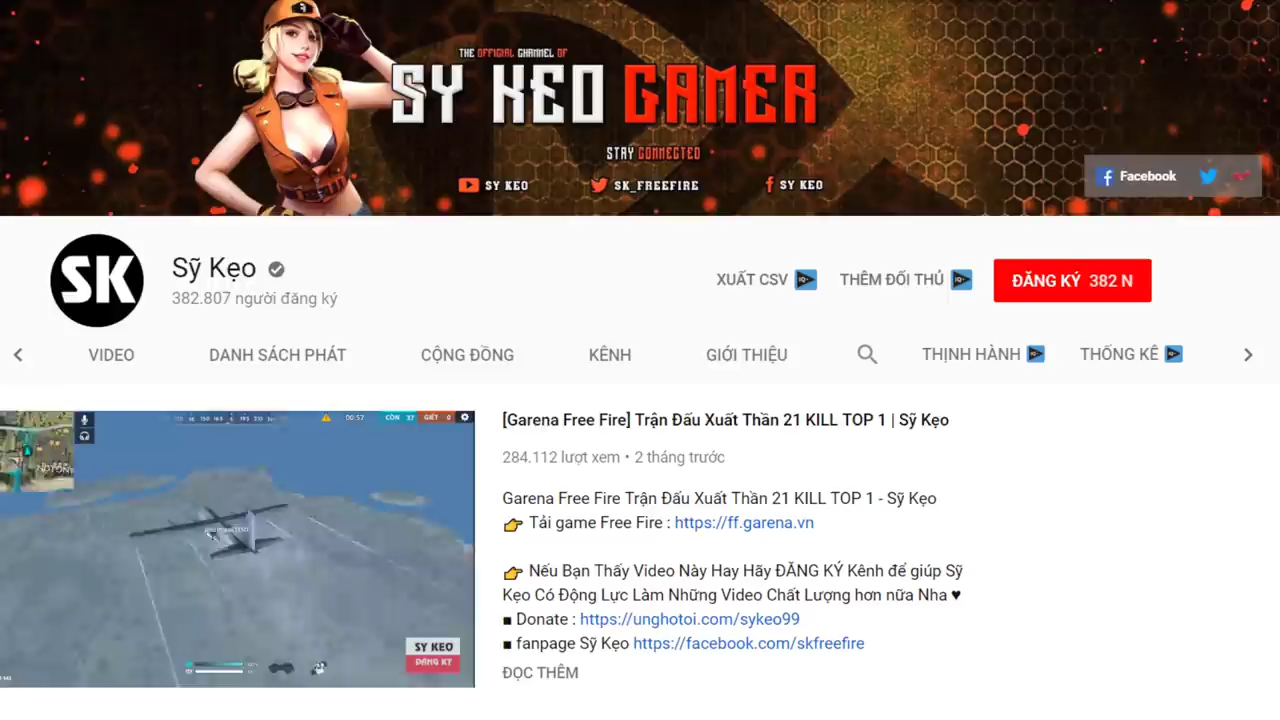 THE OFFICIAL CHANNEL OF
SY KEO GAMER
STAY CONNECTED
SY KEO SK_FREEFIRE SY KEO
Facebook
SK
Sỹ Kẹo
382.807 người đăng ký
XUẤT CSV THÊM ĐỐI THỦ ĐĂNG KÝ 382 N
VIDEO DANH SÁCH PHÁT CỘNG ĐỒNG KÊNH GIỚI THIỆU THỊNH HÀNH THỐNG KÊ
00:57 CÒN 37 GIẾT 0
[Garena Free Fire] Trận Đấu Xuất Thần 21 KILL TOP 1 | Sỹ Kẹo
284.112 lượt xem • 2 tháng trước
Garena Free Fire Trận Đấu Xuất Thần 21 KILL TOP 1 - Sỹ Kẹo
👉 Tải game Free Fire : https://ff.garena.vn
👉 Nếu Bạn Thấy Video Này Hay Hãy ĐĂNG KÝ Kênh để giúp Sỹ
Kẹo Có Động Lực Làm Những Video Chất Lượng hơn nữa Nha ♥
■ Donate : https://unghotoi.com/sykeo99
■ fanpage Sỹ Kẹo https://facebook.com/skfreefire
ĐỌC THÊM
SY KEO
ĐĂNG KÝ